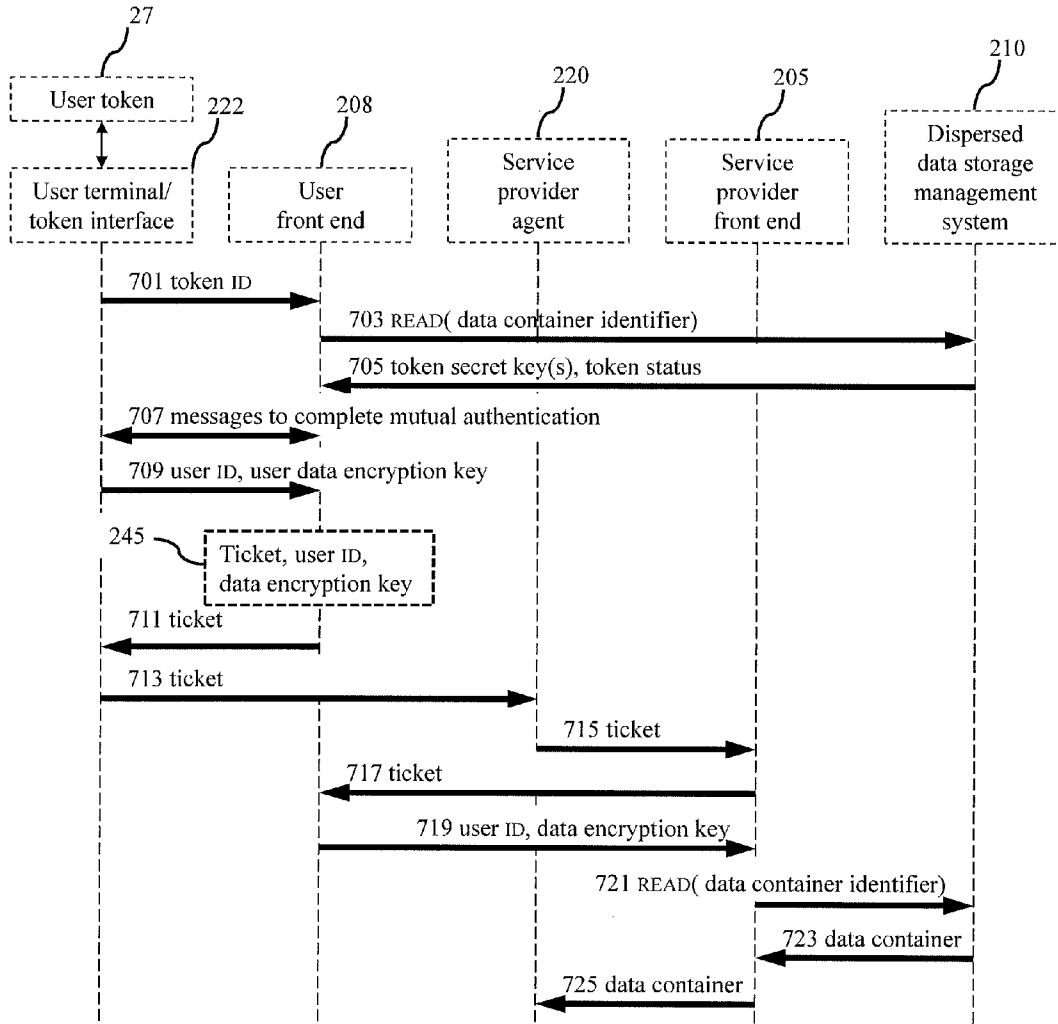 27
210
User token
222
208
220
205
User terminal/
token interface
User
front end
Service
provider
agent
Service
provider
front end
Dispersed
data storage
management
system
701 token ID
703 READ( data container identifier)
705 token secret key(s), token status
707 messages to complete mutual authentication
709 user ID, user data encryption key
245
Ticket, user ID,
data encryption key
711 ticket
713 ticket
715 ticket
717 ticket
719 user ID, data encryption key
721 READ( data container identifier)
723 data container
725 data container